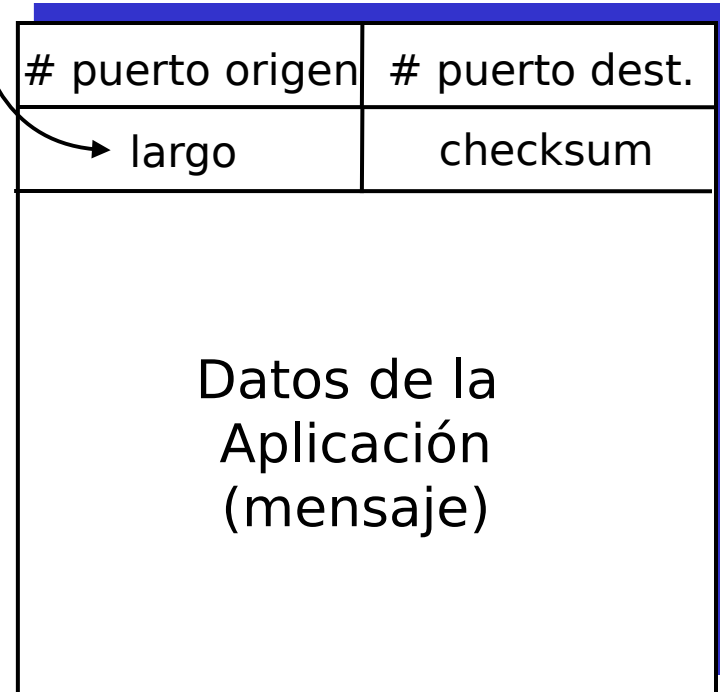 # puerto origen # puerto dest.
largo checksum
Datos de la
Aplicación
(mensaje)